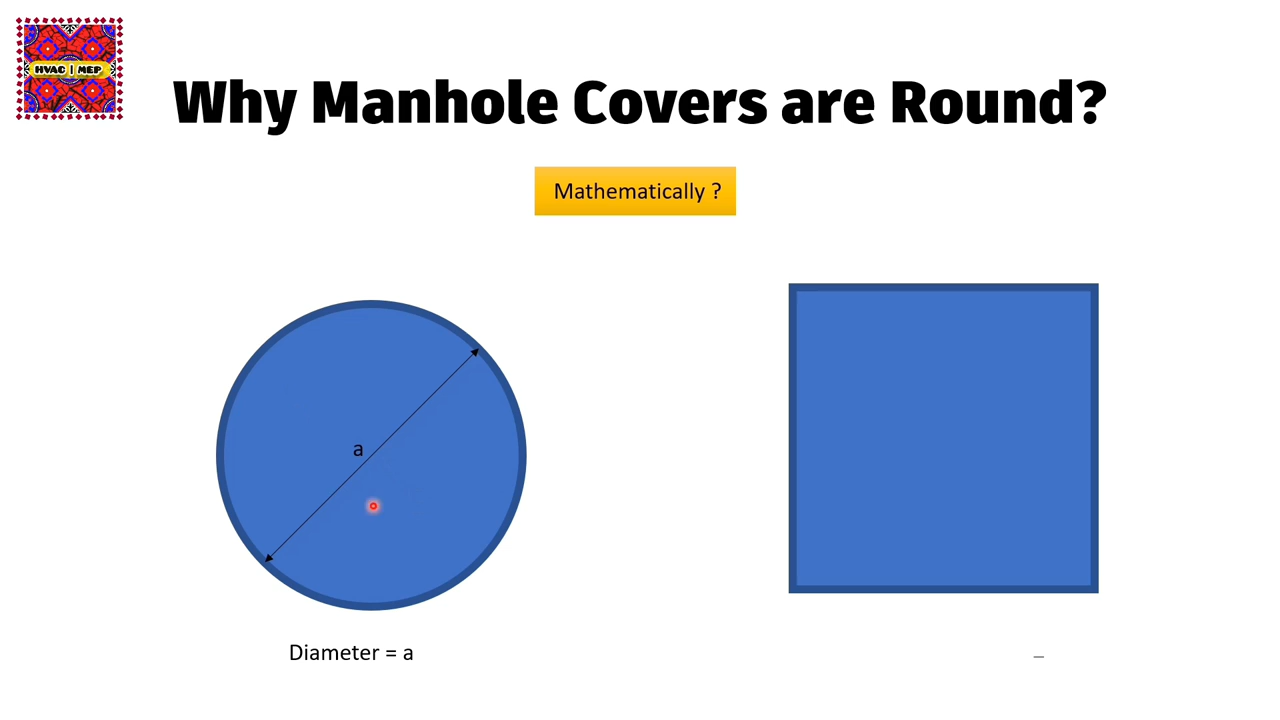 HVAC | MEP
Why Manhole Covers are Round?
Mathematically ?
a
Diameter = a